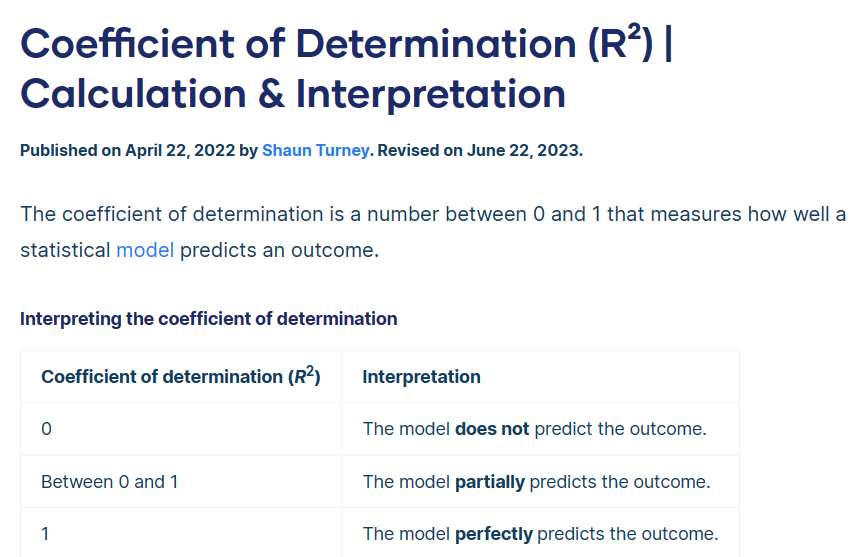 Coefficient of Determination (R²) |
Calculation & Interpretation
Published on April 22, 2022 by Shaun Turney. Revised on June 22, 2023.
The coefficient of determination is a number between 0 and 1 that measures how well a
statistical model predicts an outcome.
Interpreting the coefficient of determination
Coefficient of determination (R²) Interpretation
0 The model does not predict the outcome.
Between 0 and 1 The model partially predicts the outcome.
1 The model perfectly predicts the outcome.